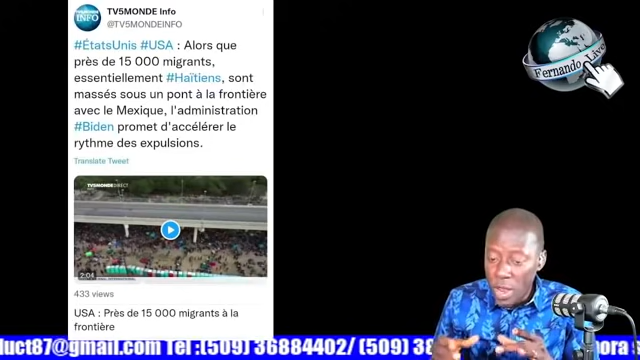 TV5MONDE Info
@TV5MONDEINFO
#ÉtatsUnis #USA : Alors que
près de 15 000 migrants,
essentiellement #Haïtiens, sont
massés sous un pont à la frontière
avec le Mexique, l'administration
#Biden promet d'accélérer le
rythme des expulsions.
Translate Tweet
TV5MONDE DIRECT
2:04
433 views
USA : Près de 15 000 migrants à la
frontière
Fernando Live
duct87@gmail.com Tel :(509) 36884402/ (509) 38